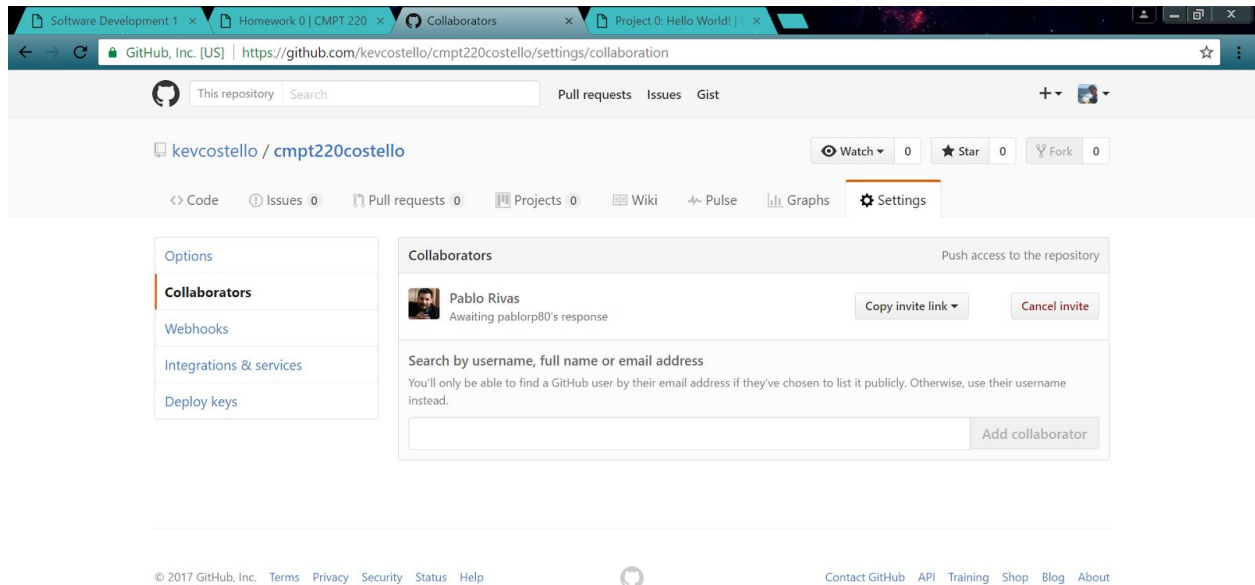 Software Development 1
Homework 0 | CMPT 220
Collaborators
Project 0: Hello World! |
GitHub, Inc. [US] | https://github.com/kevcostello/cmpt220costello/settings/collaboration
This repository Search Pull requests Issues Gist
kevcostello / cmpt220costello Watch 0 Star 0 Fork 0
Code Issues 0 Pull requests 0 Projects 0 Wiki Pulse Graphs Settings
Options
Collaborators
Webhooks
Integrations & services
Deploy keys
Collaborators Push access to the repository
Pablo Rivas
Awaiting pablorp80's response
Copy invite link Cancel invite
Search by username, full name or email address
You'll only be able to find a GitHub user by their email address if they've chosen to list it publicly. Otherwise, use their username
instead.
Add collaborator
© 2017 GitHub, Inc. Terms Privacy Security Status Help Contact GitHub API Training Shop Blog About